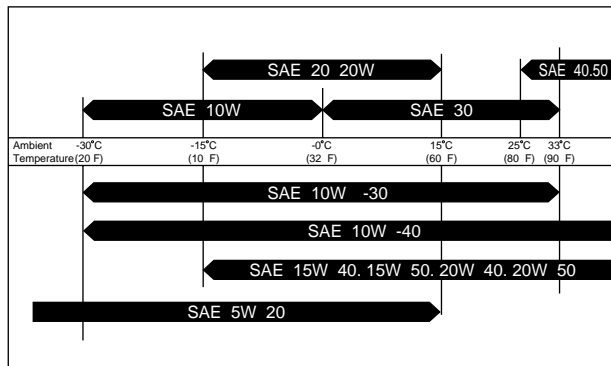 SAE 20 20W
SAE 40.50
SAE 10W
SAE 30
Ambient -30°C -15°C -0°C 15°C 25°C 33°C
Temperature (20 F) (10 F) (32 F) (60 F) (80 F) (90 F)
SAE 10W -30
SAE 10W -40
SAE 15W 40. 15W 50. 20W 40. 20W 50
SAE 5W 20